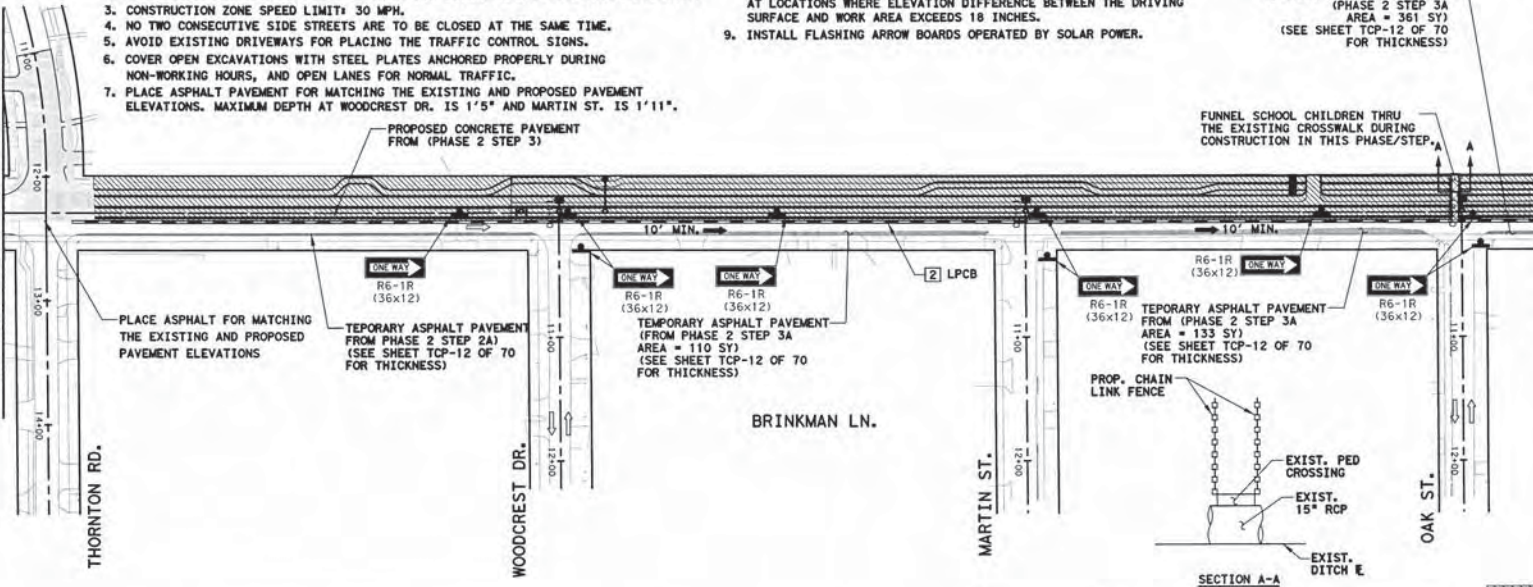 3. CONSTRUCTION ZONE SPEED LIMIT: 30 MPH.
4. NO TWO CONSECUTIVE SIDE STREETS ARE TO BE CLOSED AT THE SAME TIME.
5. AVOID EXISTING DRIVEWAYS FOR PLACING THE TRAFFIC CONTROL SIGNS.
6. COVER OPEN EXCAVATIONS WITH STEEL PLATES ANCHORED PROPERLY DURING
NON-WORKING HOURS, AND OPEN LANES FOR NORMAL TRAFFIC.
7. PLACE ASPHALT PAVEMENT FOR MATCHING THE EXISTING AND PROPOSED PAVEMENT
ELEVATIONS. MAXIMUM DEPTH AT WOODCREST DR. IS 1'5" AND MARTIN ST. IS 1'11".
AT LOCATIONS WHERE ELEVATION DIFFERENCE BETWEEN THE DRIVING
SURFACE AND WORK AREA EXCEEDS 18 INCHES.
9. INSTALL FLASHING ARROW BOARDS OPERATED BY SOLAR POWER.
(PHASE 2 STEP 3A
AREA = 361 SY)
(SEE SHEET TCP-12 OF 70
FOR THICKNESS)
PROPOSED CONCRETE PAVEMENT
FROM (PHASE 2 STEP 3)
FUNNEL SCHOOL CHILDREN THRU
THE EXISTING CROSSWALK DURING
CONSTRUCTION IN THIS PHASE/STEP.
A
A
11+00
12+00
13+00
14+00
10' MIN.
10' MIN.
2 LPCB
ONE WAY
R6-1R
(36x12)
ONE WAY
R6-1R
(36x12)
ONE WAY
R6-1R
(36x12)
ONE WAY
R6-1R
(36x12)
R6-1R
(36x12)
ONE WAY
ONE WAY
R6-1R
(36x12)
PLACE ASPHALT FOR MATCHING
THE EXISTING AND PROPOSED
PAVEMENT ELEVATIONS
TEPORARY ASPHALT PAVEMENT
FROM PHASE 2 STEP 2A)
(SEE SHEET TCP-12 OF 70
FOR THICKNESS)
TEMPORARY ASPHALT PAVEMENT
(FROM PHASE 2 STEP 3A
AREA = 110 SY)
(SEE SHEET TCP-12 OF 70
FOR THICKNESS)
TEPORARY ASPHALT PAVEMENT
FROM (PHASE 2 STEP 3A
AREA = 133 SY)
(SEE SHEET TCP-12 OF 70
FOR THICKNESS)
11+00
12+00
11+00
12+00
11+00
12+00
BRINKMAN LN.
PROP. CHAIN
LINK FENCE
EXIST. PED
CROSSING
EXIST.
15" RCP
EXIST.
DITCH
SECTION A-A
THORNTON RD.
WOODCREST DR.
MARTIN ST.
OAK ST.